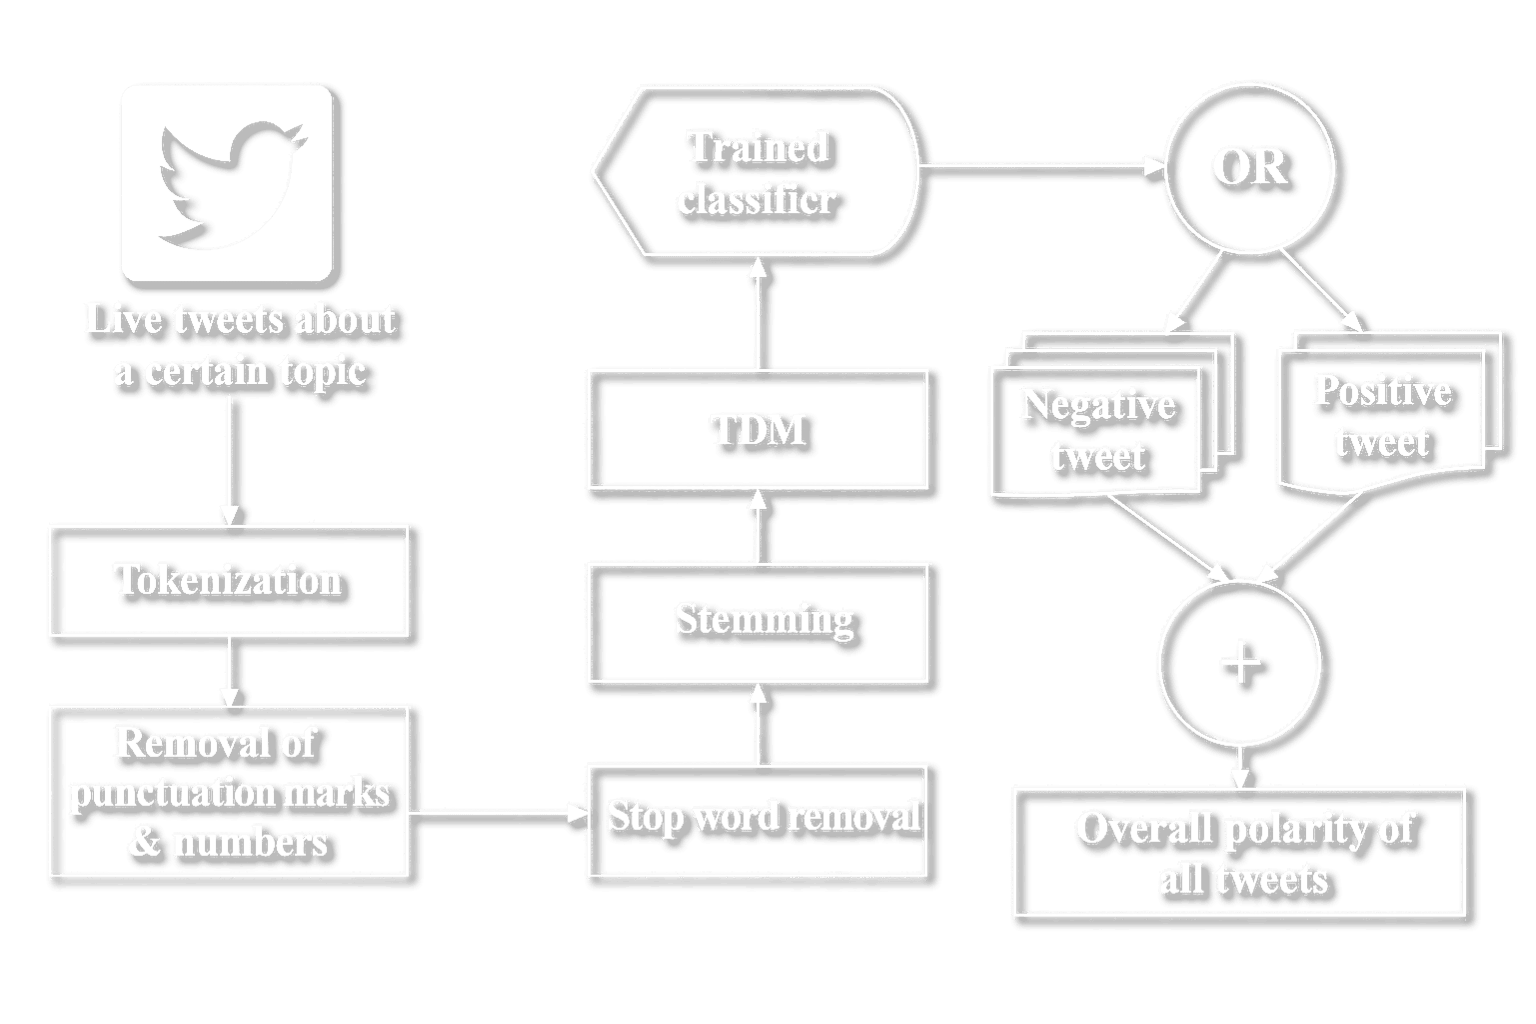 Live tweets about
a certain topic
Tokenization
Removal of
punctuation marks
& numbers
Stop word removal
Stemming
TDM
Trained
classifier
OR
Negative
tweet
Positive
tweet
+
Overall polarity of
all tweets